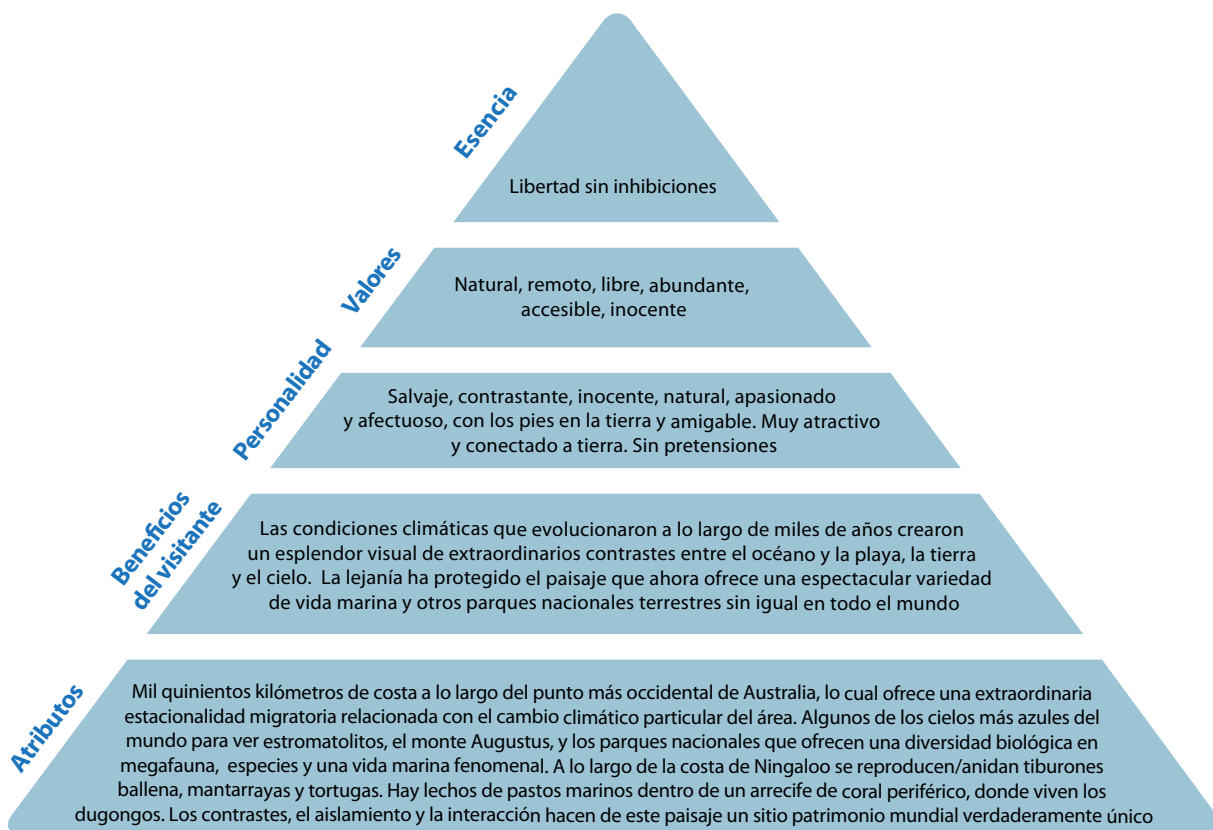 Esencia
Libertad sin inhibiciones
Valores
Natural, remoto, libre, abundante,
accesible, inocente
Personalidad
Salvaje, contrastante, inocente, natural, apasionado
y afectuoso, con los pies en la tierra y amigable. Muy atractivo
y conectado a tierra. Sin pretensiones
Beneficios
del visitante
Las condiciones climáticas que evolucionaron a lo largo de miles de años crearon
un esplendor visual de extraordinarios contrastes entre el océano y la playa, la tierra
y el cielo. La lejanía ha protegido el paisaje que ahora ofrece una espectacular variedad
de vida marina y otros parques nacionales terrestres sin igual en todo el mundo
Atributos
Mil quinientos kilómetros de costa a lo largo del punto más occidental de Australia, lo cual ofrece una extraordinaria
estacionalidad migratoria relacionada con el cambio climático particular del área. Algunos de los cielos más azules del
mundo para ver estromatolitos, el monte Augustus, y los parques nacionales que ofrecen una diversidad biológica en
megafauna, especies y una vida marina fenomenal. A lo largo de la costa de Ningaloo se reproducen/anidan tiburones
ballena, mantarrayas y tortugas. Hay lechos de pastos marinos dentro de un arrecife de coral periférico, donde viven los
dugongos. Los contrastes, el aislamiento y la interacción hacen de este paisaje un sitio patrimonio mundial verdaderamente único